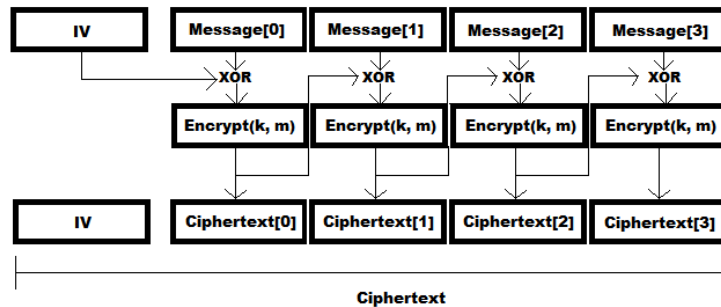 IV Message[0] Message[1] Message[2] Message[3]
XOR XOR XOR XOR
Encrypt(k, m) Encrypt(k, m) Encrypt(k, m) Encrypt(k, m)
IV Ciphertext[0] Ciphertext[1] Ciphertext[2] Ciphertext[3]
Ciphertext